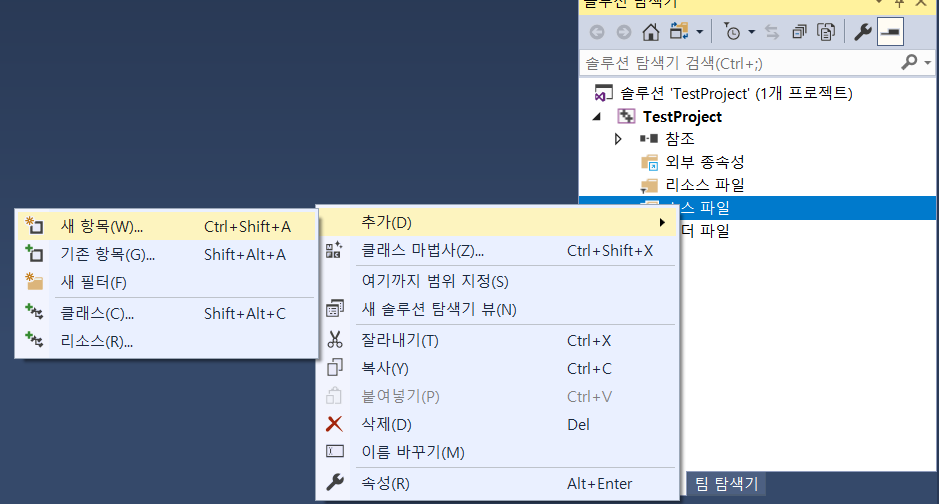 솔루션 탐색기
솔루션 탐색기 검색(Ctrl+;)
솔루션 'TestProject' (1개 프로젝트)
TestProject
참조
외부 종속성
리소스 파일
스 파일
더 파일
추가(D)
클래스 마법사(Z)... Ctrl+Shift+X
여기까지 범위 지정(S)
새 솔루션 탐색기 뷰(N)
잘라내기(T) Ctrl+X
복사(Y) Ctrl+C
붙여넣기(P) Ctrl+V
삭제(D) Del
이름 바꾸기(M)
속성(R) Alt+Enter
새 항목(W)... Ctrl+Shift+A
기존 항목(G)... Shift+Alt+A
새 필터(F)
클래스(C)... Shift+Alt+C
리소스(R)...
팀 탐색기